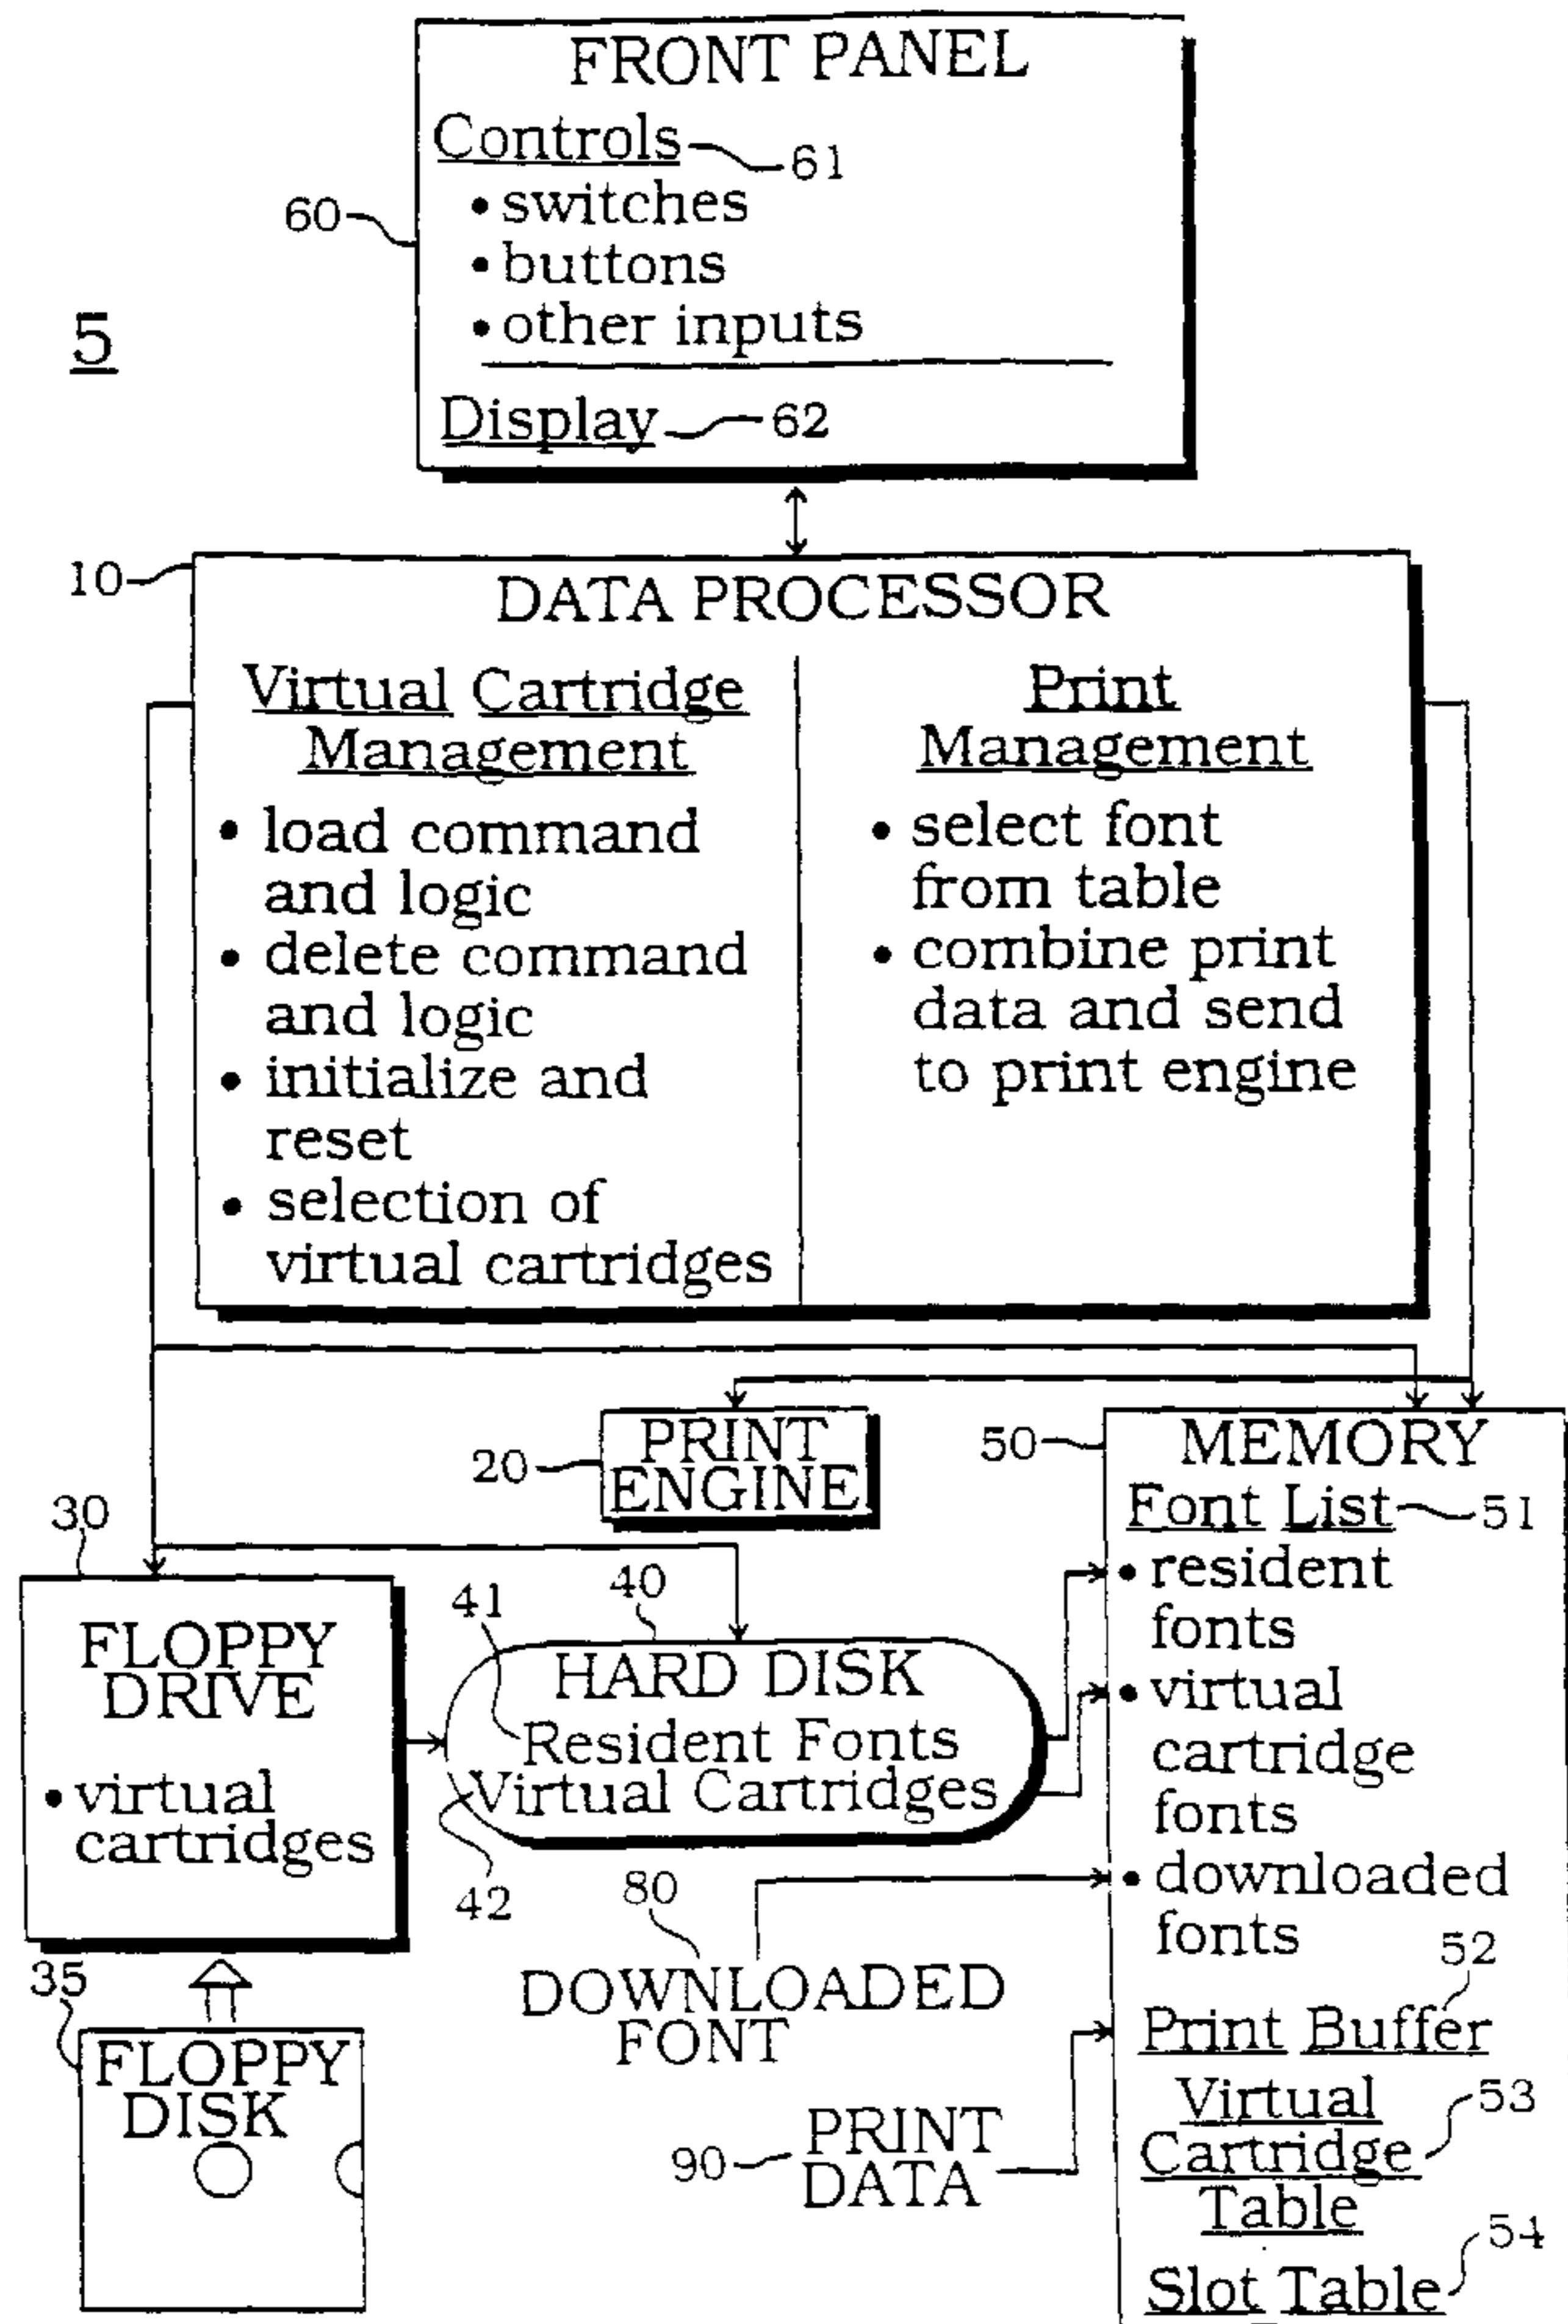 FRONT PANEL
Controls 61
• switches
60
• buttons
• other inputs
5
Display 62
10
DATA PROCESSOR
Virtual Cartridge
Management
• load command
and logic
• delete command
and logic
• initialize and
reset
• selection of
virtual cartridges
Print
Management
• select font
from table
• combine print
data and send
to print engine
20
PRINT
ENGINE
30
FLOPPY
DRIVE
• virtual
cartridges
35
FLOPPY
DISK
41
40
HARD DISK
Resident Fonts
Virtual Cartridges
42
80
DOWNLOADED
FONT
90
PRINT
DATA
50
MEMORY
Font List 51
• resident
fonts
• virtual
cartridge
fonts
• downloaded
fonts
52
Print Buffer
Virtual
53
Cartridge
Table
54
Slot Table